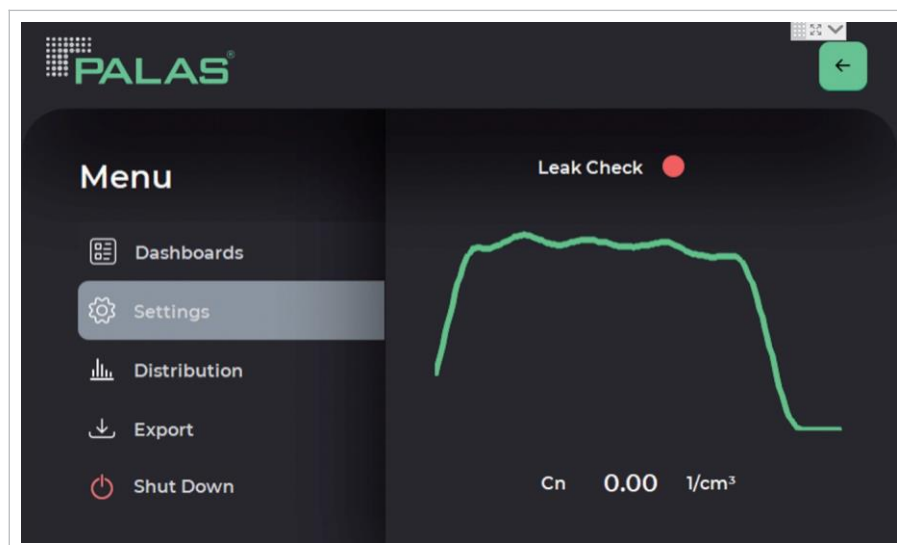 PALAS®
Menu
Dashboards
Settings
Distribution
Export
Shut Down
Leak Check
Cn 0.00 1/cm³